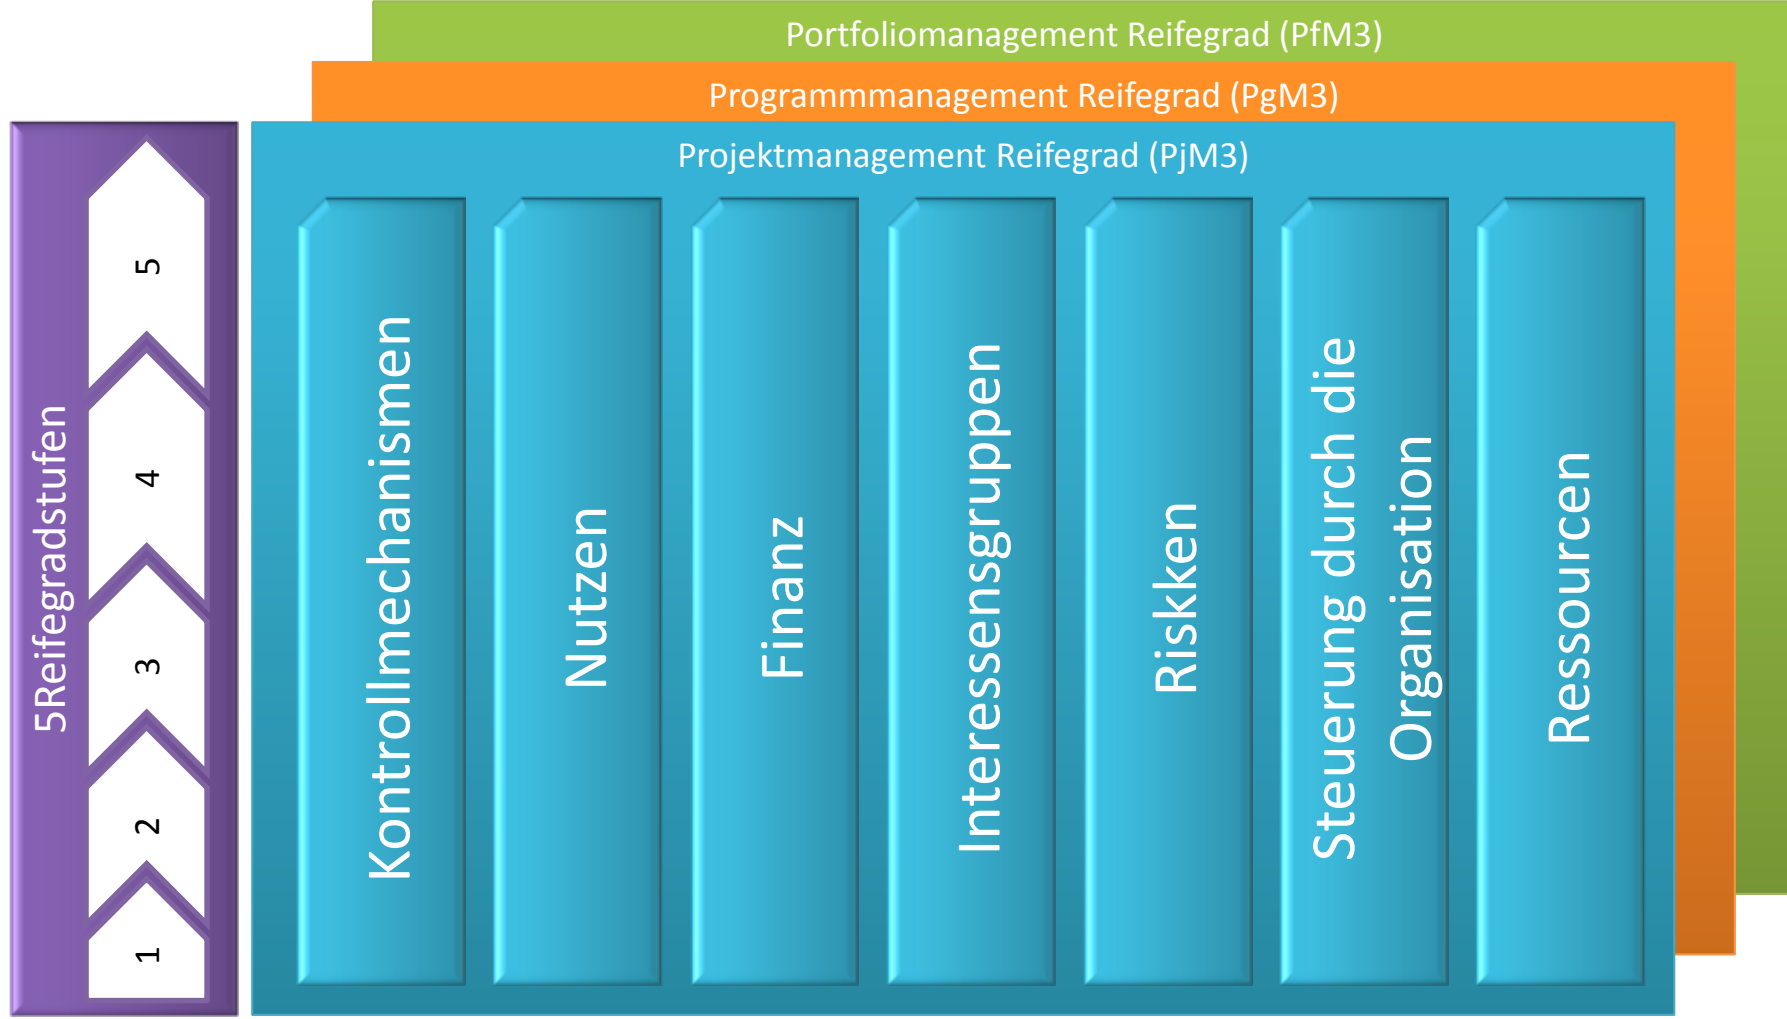 Portfoliomanagement Reifegrad (PfM3)
Programmmanagement Reifegrad (PgM3)
Projektmanagement Reifegrad (PjM3)
5Reifegradstufen
5
4
3
2
1
Kontrollmechanismen
Nutzen
Finanz
Interessensgruppen
Riskken
Steuerung durch die
Organisation
Ressourcen